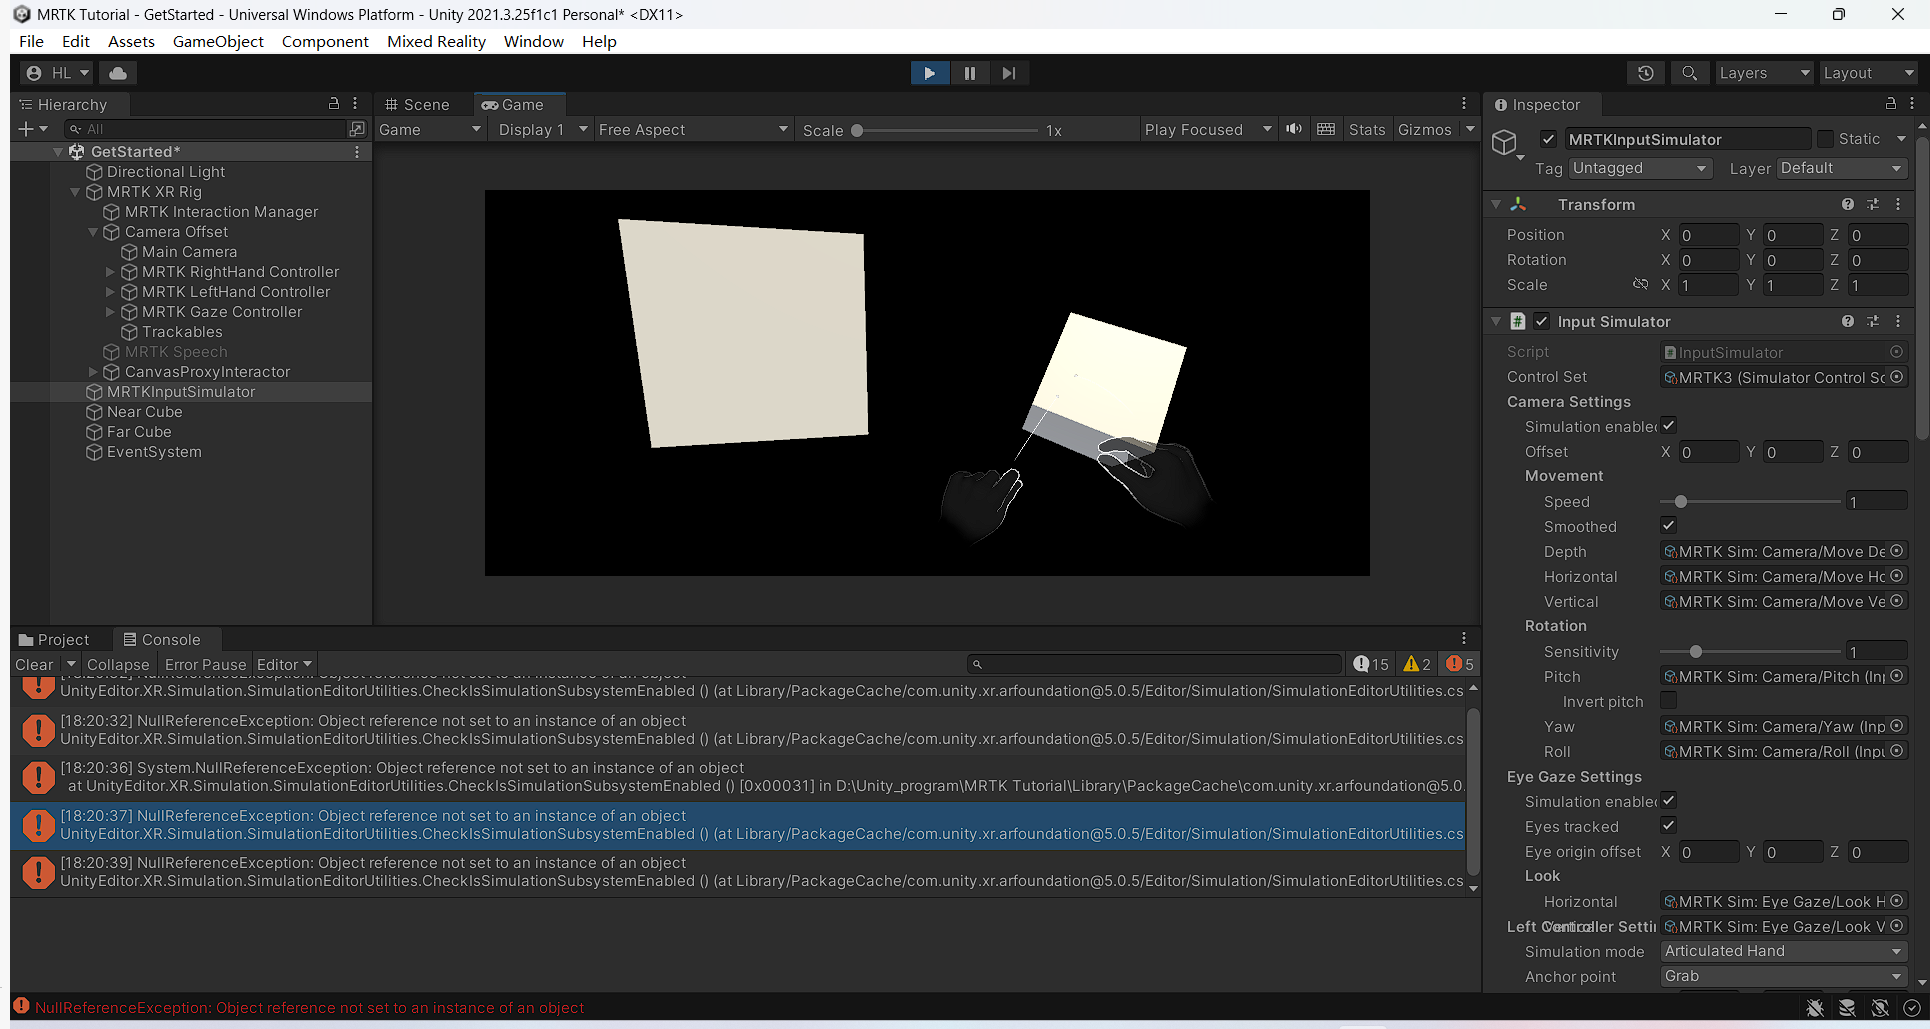 MRTK Tutorial - GetStarted - Universal Windows Platform - Unity 2021.3.25f1c1 Personal* <DX11>
File Edit Assets GameObject Component Mixed Reality Window Help
HL Layers Layout
Hierarchy
All
GetStarted*
Directional Light
MRTK XR Rig
MRTK Interaction Manager
Camera Offset
Main Camera
MRTK RightHand Controller
MRTK LeftHand Controller
MRTK Gaze Controller
Trackables
MRTK Speech
CanvasProxyInteractor
MRTKInputSimulator
Near Cube
Far Cube
EventSystem
Scene Game
Game Display 1 Free Aspect Scale 1x Play Focused Stats Gizmos
Project Console
Clear Collapse Error Pause Editor 15 2 5
UnityEditor.XR.Simulation.SimulationEditorUtilities.CheckIsSimulationSubsystemEnabled () (at Library/PackageCache/com.unity.xr.arfoundation@5.0.5/Editor/Simulation/SimulationEditorUtilities.cs
[18:20:32] NullReferenceException: Object reference not set to an instance of an object
UnityEditor.XR.Simulation.SimulationEditorUtilities.CheckIsSimulationSubsystemEnabled () (at Library/PackageCache/com.unity.xr.arfoundation@5.0.5/Editor/Simulation/SimulationEditorUtilities.cs
[18:20:36] System.NullReferenceException: Object reference not set to an instance of an object
at UnityEditor.XR.Simulation.SimulationEditorUtilities.CheckIsSimulationSubsystemEnabled () [0x00031] in D:\Unity_program\MRTK Tutorial\Library\PackageCache\com.unity.xr.arfoundation@5.0.
[18:20:37] NullReferenceException: Object reference not set to an instance of an object
UnityEditor.XR.Simulation.SimulationEditorUtilities.CheckIsSimulationSubsystemEnabled () (at Library/PackageCache/com.unity.xr.arfoundation@5.0.5/Editor/Simulation/SimulationEditorUtilities.cs
[18:20:39] NullReferenceException: Object reference not set to an instance of an object
UnityEditor.XR.Simulation.SimulationEditorUtilities.CheckIsSimulationSubsystemEnabled () (at Library/PackageCache/com.unity.xr.arfoundation@5.0.5/Editor/Simulation/SimulationEditorUtilities.cs
NullReferenceException: Object reference not set to an instance of an object
Inspector
MRTKInputSimulator Static
Tag Untagged Layer Default
Transform
Position X 0 Y 0 Z 0
Rotation X 0 Y 0 Z 0
Scale X 1 Y 1 Z 1
# Input Simulator
Script InputSimulator
Control Set MRTK3 (Simulator Control Sc
Camera Settings
Simulation enable
Offset X 0 Y 0 Z 0
Movement
Speed 1
Smoothed
Depth MRTK Sim: Camera/Move De
Horizontal MRTK Sim: Camera/Move Ho
Vertical MRTK Sim: Camera/Move Ve
Rotation
Sensitivity 1
Pitch MRTK Sim: Camera/Pitch (Inp
Invert pitch
Yaw MRTK Sim: Camera/Yaw (Inp
Roll MRTK Sim: Camera/Roll (Inpu
Eye Gaze Settings
Simulation enable
Eyes tracked
Eye origin offset X 0 Y 0 Z 0
Look
Horizontal MRTK Sim: Eye Gaze/Look H
Vertical MRTK Sim: Eye Gaze/Look V
Left Controller Setti
Simulation mode Articulated Hand
Anchor point Grab